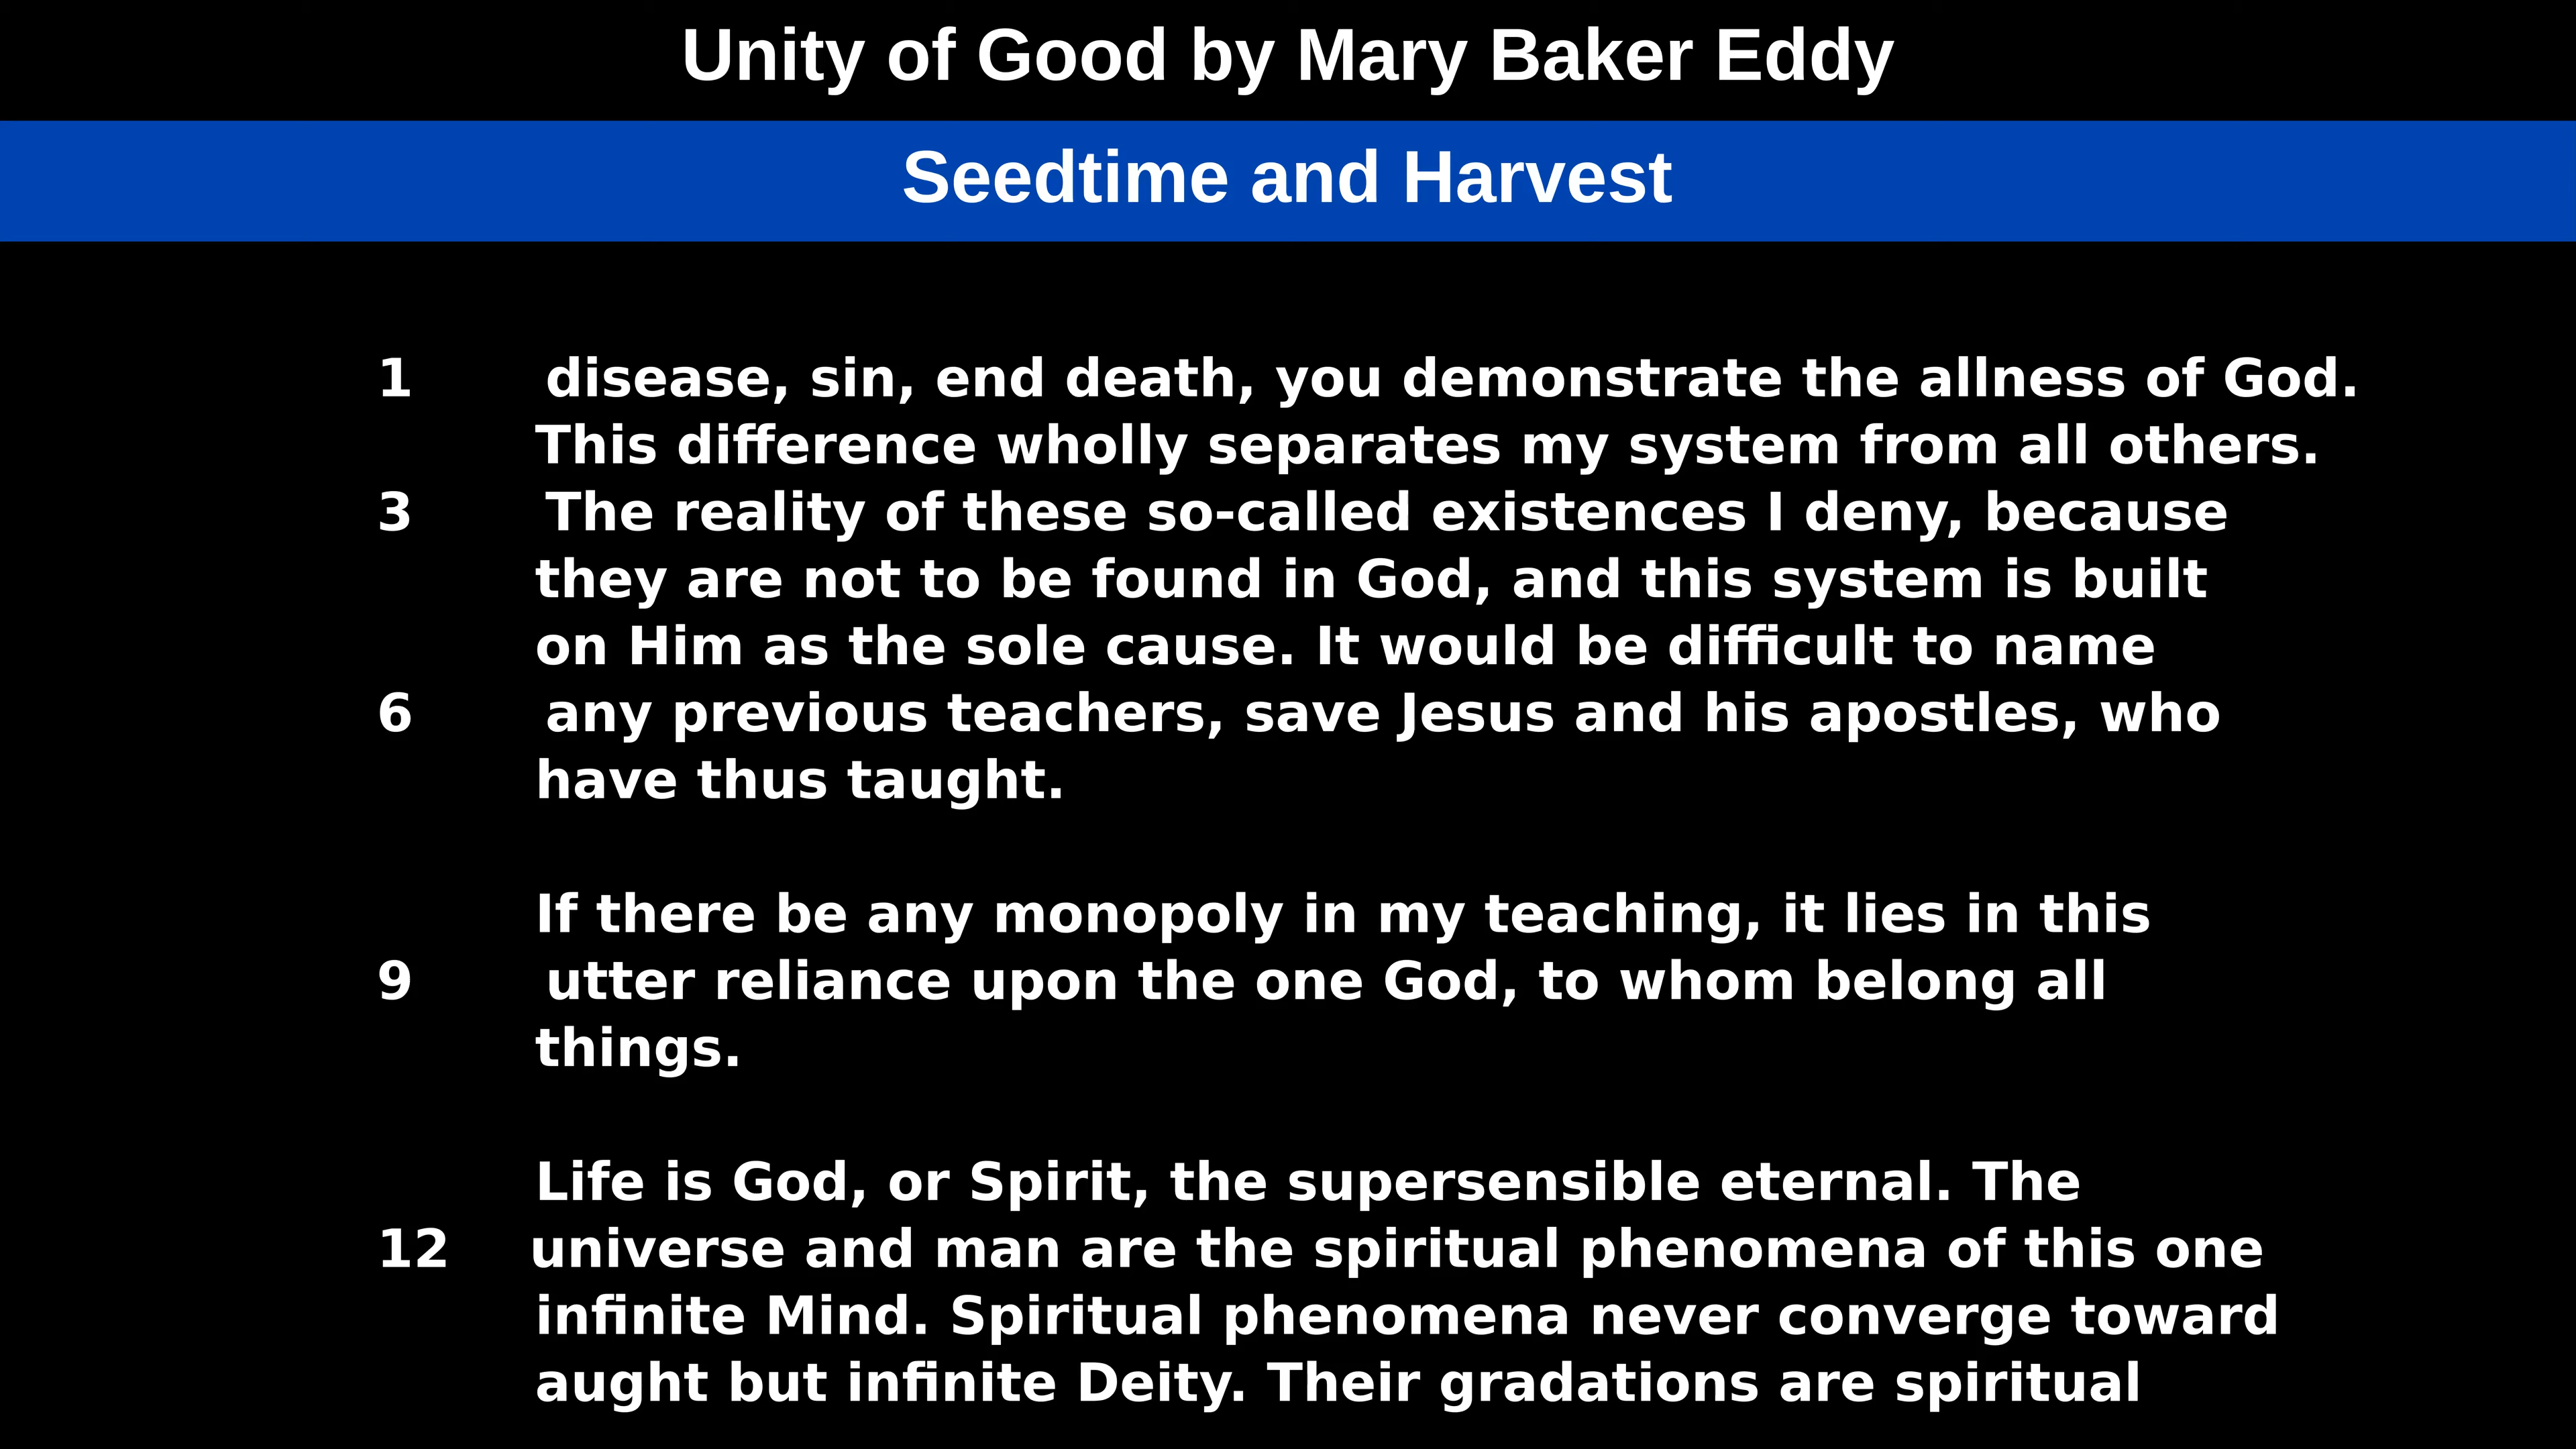 Unity of Good by Mary Baker Eddy
Seedtime and Harvest
1 disease, sin, end death, you demonstrate the allness of God.
This difference wholly separates my system from all others.
3 The reality of these so-called existences I deny, because
they are not to be found in God, and this system is built
on Him as the sole cause. It would be difficult to name
6 any previous teachers, save Jesus and his apostles, who
have thus taught.
If there be any monopoly in my teaching, it lies in this
9 utter reliance upon the one God, to whom belong all
things.
Life is God, or Spirit, the supersensible eternal. The
12 universe and man are the spiritual phenomena of this one
infinite Mind. Spiritual phenomena never converge toward
aught but infinite Deity. Their gradations are spiritual